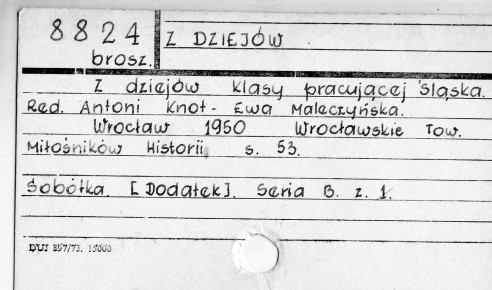 8824
brosz.
Z DZIEJÓW
Z dziejów klasy pracującej Śląska.
Red. Antoni Knot - Ewa Maleczyńska.
Wrocław 1950 Wrocławskie Tow.
Miłośników Historii s. 53.
Sobótka. [Dodatek]. Seria B. z. 1.
DUJ 897/73. 15000